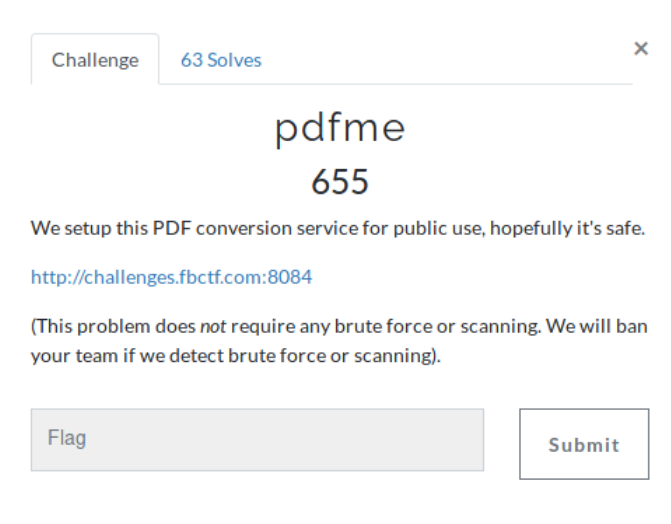 Challenge
63 Solves
×
pdfme
655
We setup this PDF conversion service for public use, hopefully it's safe.
http://challenges.fbctf.com:8084
(This problem does not require any brute force or scanning. We will ban
your team if we detect brute force or scanning).
Flag
Submit